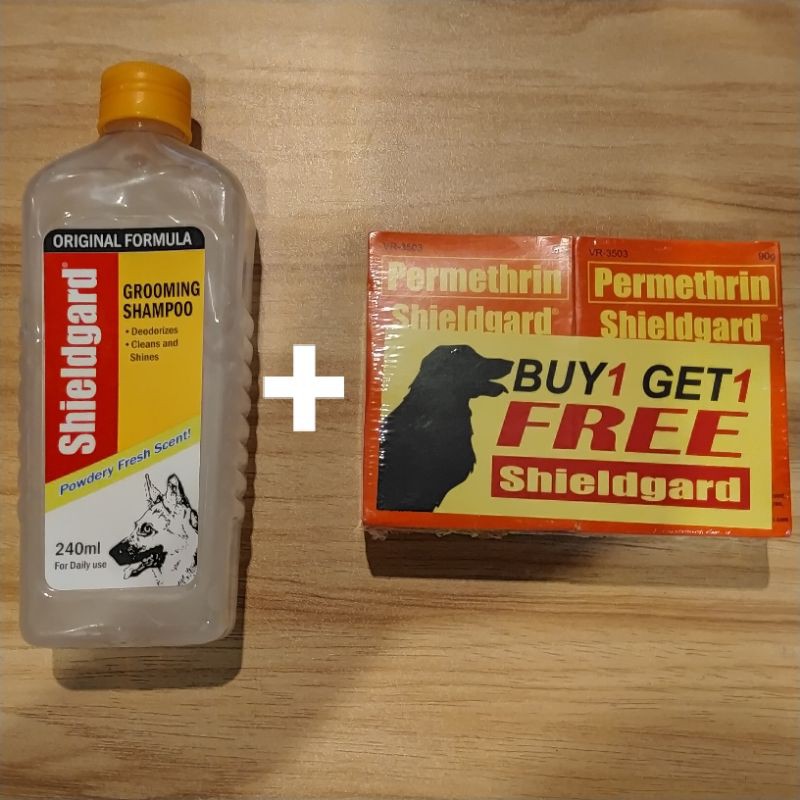 ORIGINAL FORMULA
Shieldgard®
GROOMING
SHAMPOO
• Deodorizes
• Cleans and
Shines
Powdery Fresh Scent!
240ml
For Daily use
+
VR-3503
Permethrin
Shieldgard®
VR-3503 90g
Permethrin
Shieldgard®
BUY1 GET1
FREE
Shieldgard